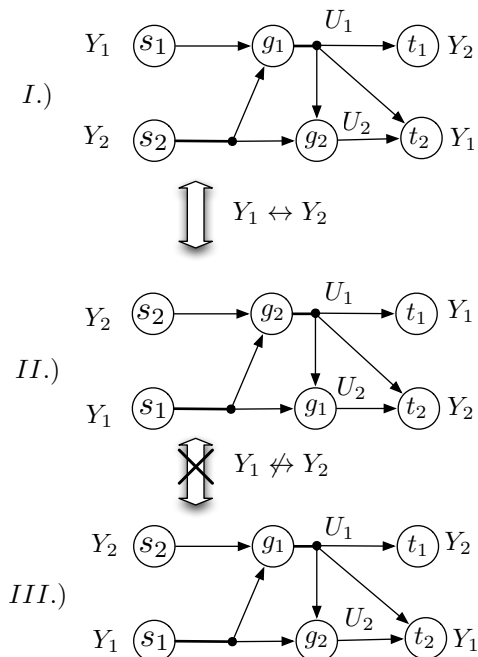 U₁
Y₁ s₁ g₁ t₁ Y₂
I.)
Y₂ s₂ g₂ U₂ t₂ Y₁
Y₁ ↔ Y₂
U₁
Y₂ s₂ g₂ t₁ Y₁
II.)
U₂
Y₁ s₁ g₁ t₂ Y₂
Y₁ ↮ Y₂
U₁
Y₂ s₂ g₁ t₁ Y₂
III.)
U₂
Y₁ s₁ g₂ t₂ Y₁